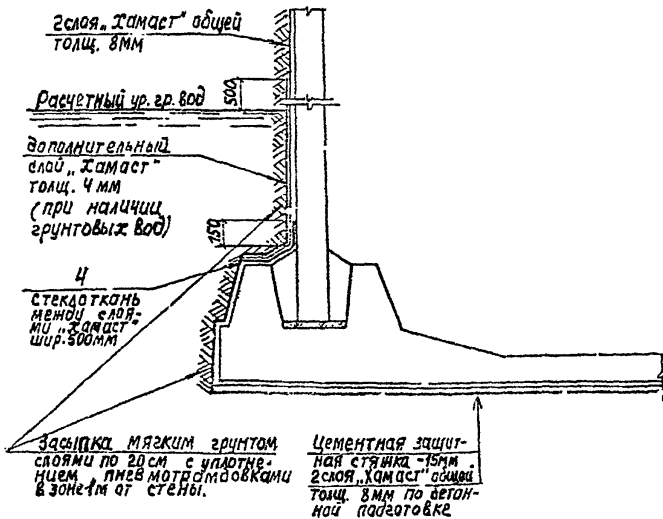 2слоя „Хамаст" общей
толщ. 8мм
500
Расчетный ур. гр. вод
дополнительный
слой „Хамаст"
толщ. 4 мм
(при наличии
грунтовых вод)
150
4
стеклоткань
между слоя-
ми „Хамаст"
шир. 500мм
Засыпка мягким грунтом
слоями по 20 см с уплотне-
нием пневмотрамбовками
в зоне 1м от стены.
Цементная защит-
ная стяжка -15мм
2слоя „Хамаст" общей
толщ. 8мм по бетон-
ной подготовке